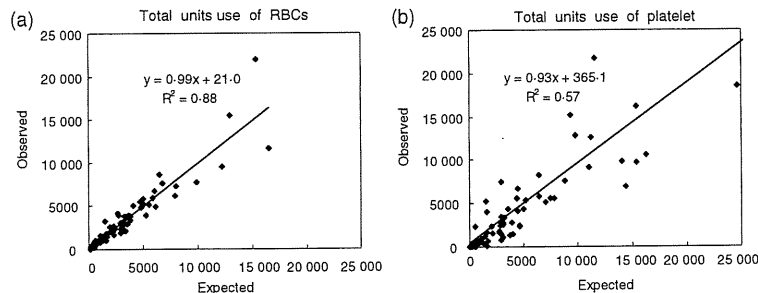 (a)
Total units use of RBCs
25 000
20 000
15 000
10 000
5000
0
Observed
y = 0·99x + 21·0
R² = 0·88
0
5000
10 000
15 000
20 000
25 000
Expected
(b)
Total units use of platelet
25 000
20 000
15 000
10 000
5000
0
Observed
y = 0·93x + 365·1
R² = 0·57
0
5000
10 000
15 000
20 000
25 000
Expected